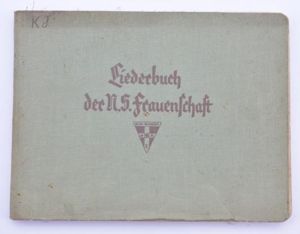 K J
Liederbuch
der N.S. Frauenschaft